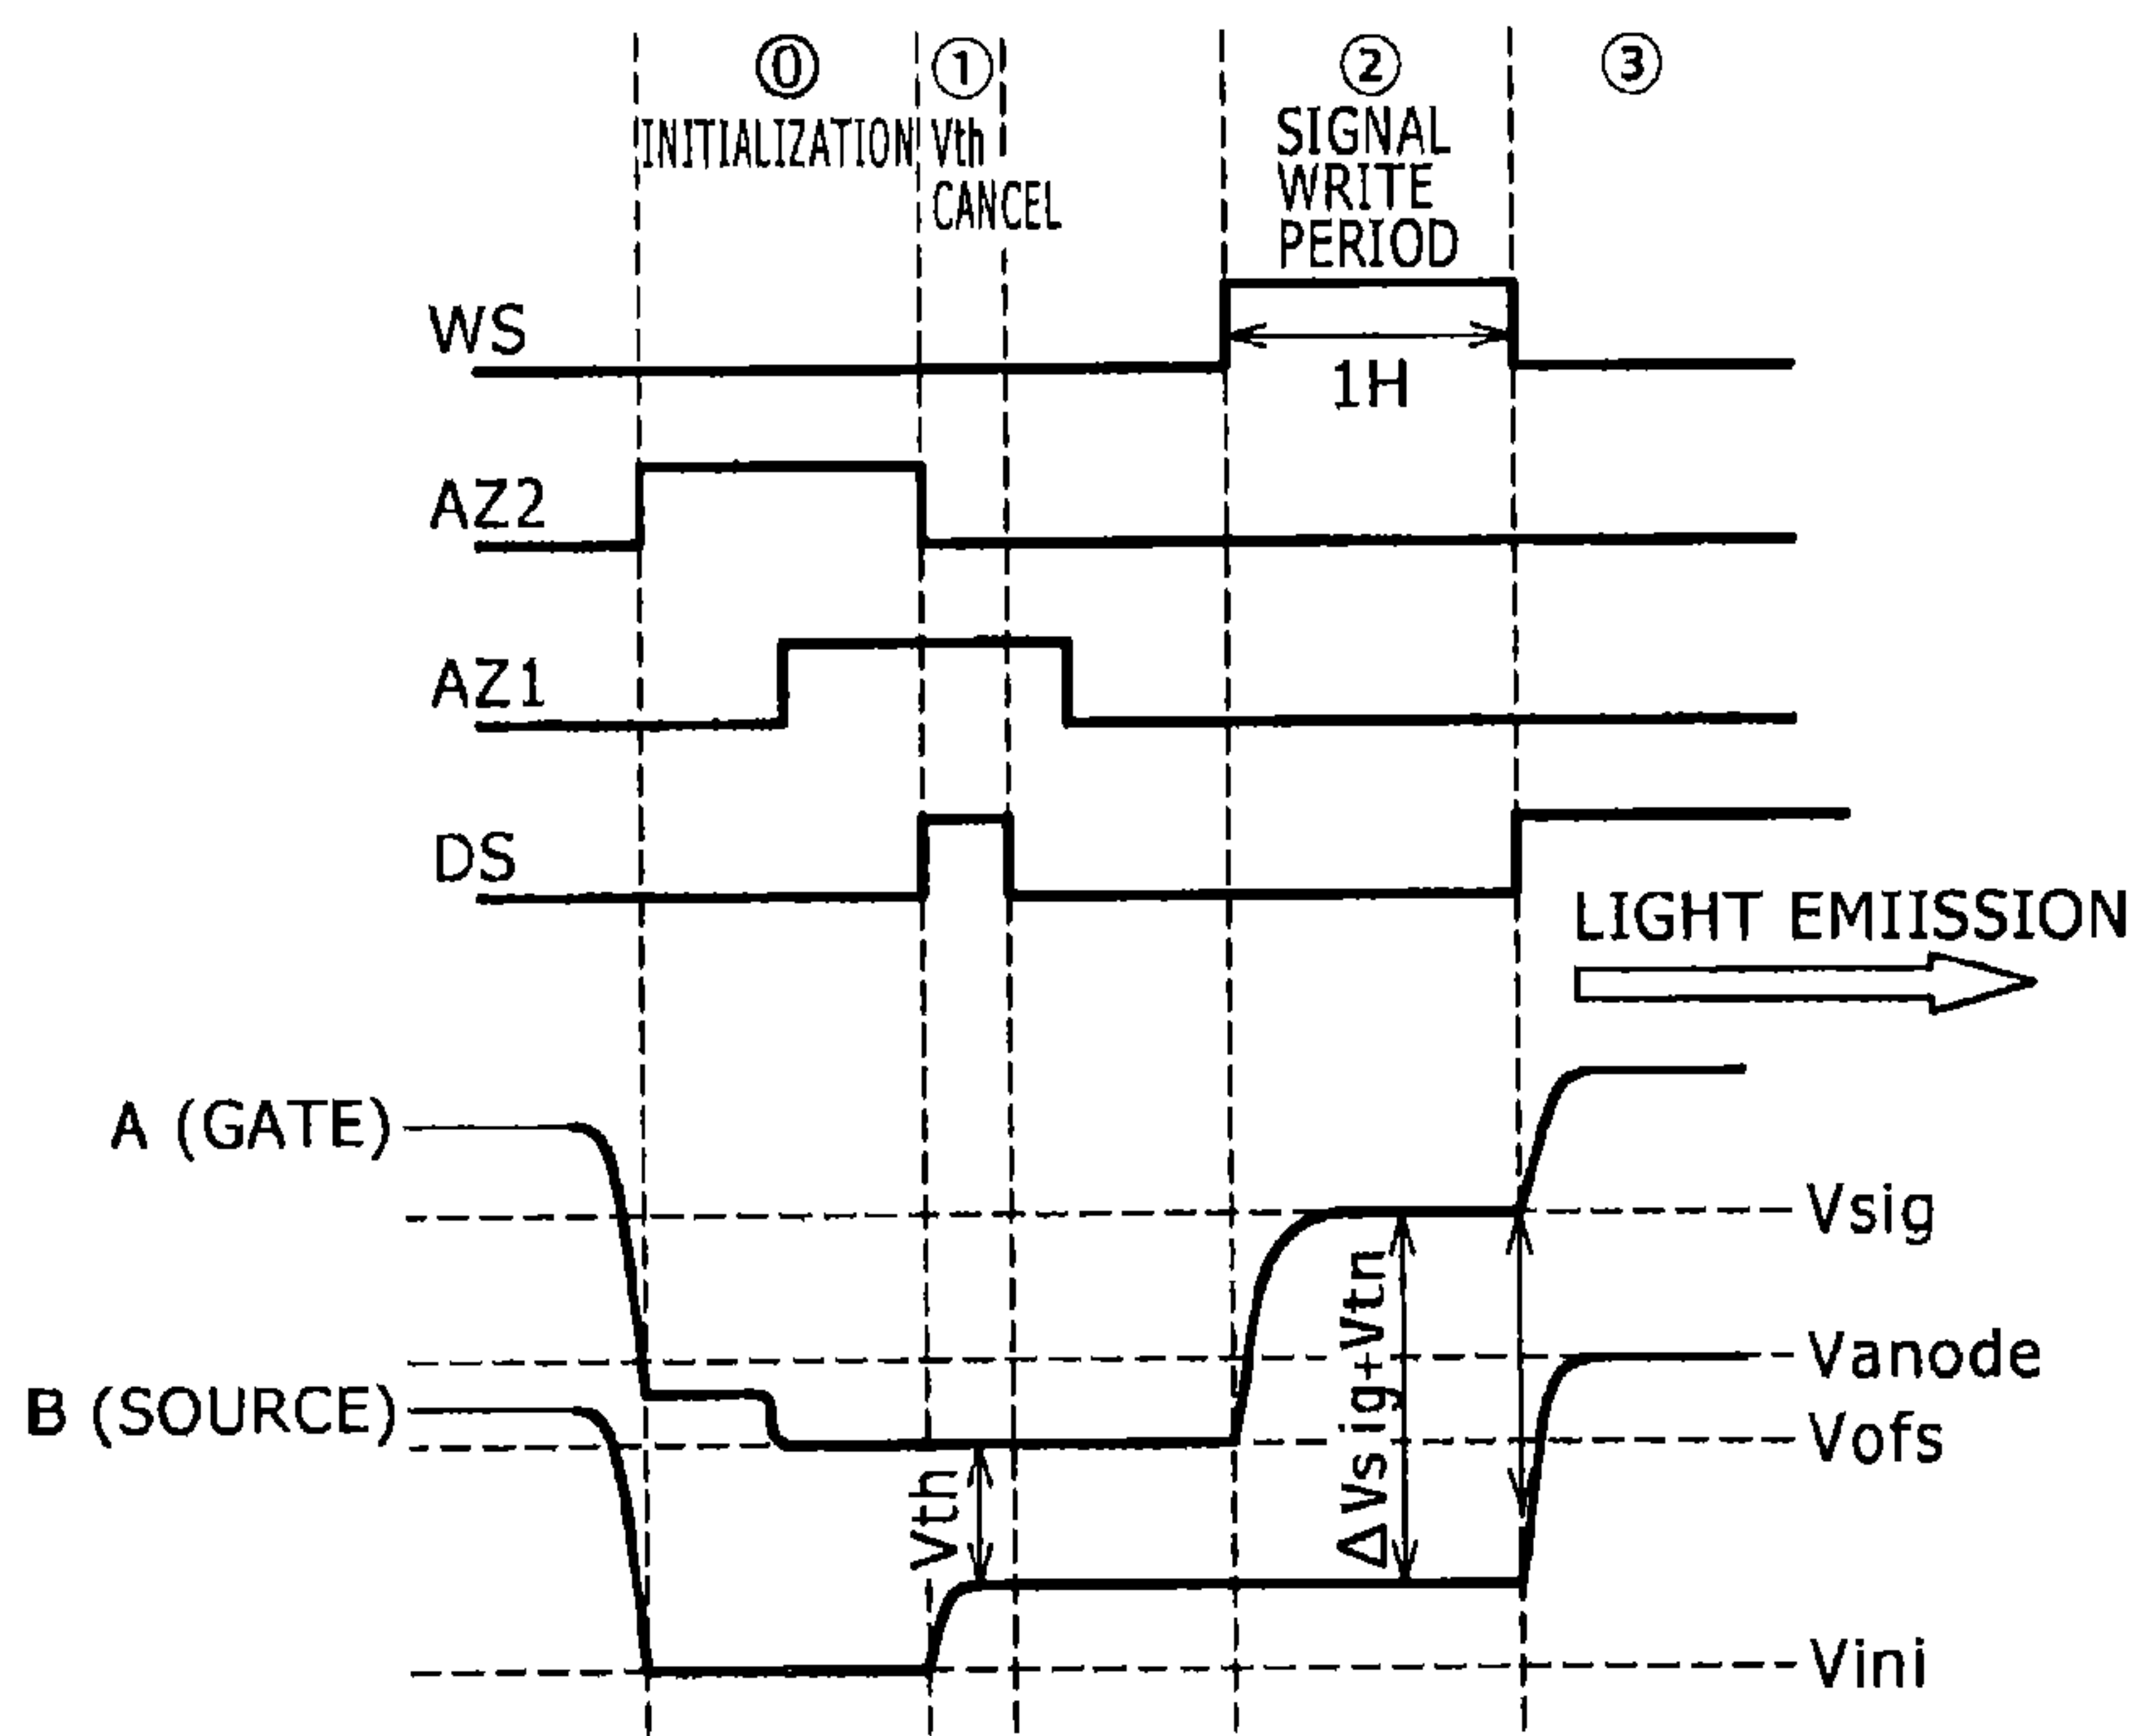 ⓪ ① ② ③
INITIALIZATION
Vth
CANCEL
SIGNAL
WRITE
PERIOD
WS
1H
AZ2
AZ1
DS
LIGHT EMIISSION
A (GATE)
Vsig
ΔVsig+Vtn
Vanode
B (SOURCE)
Vofs
Vth
Vini